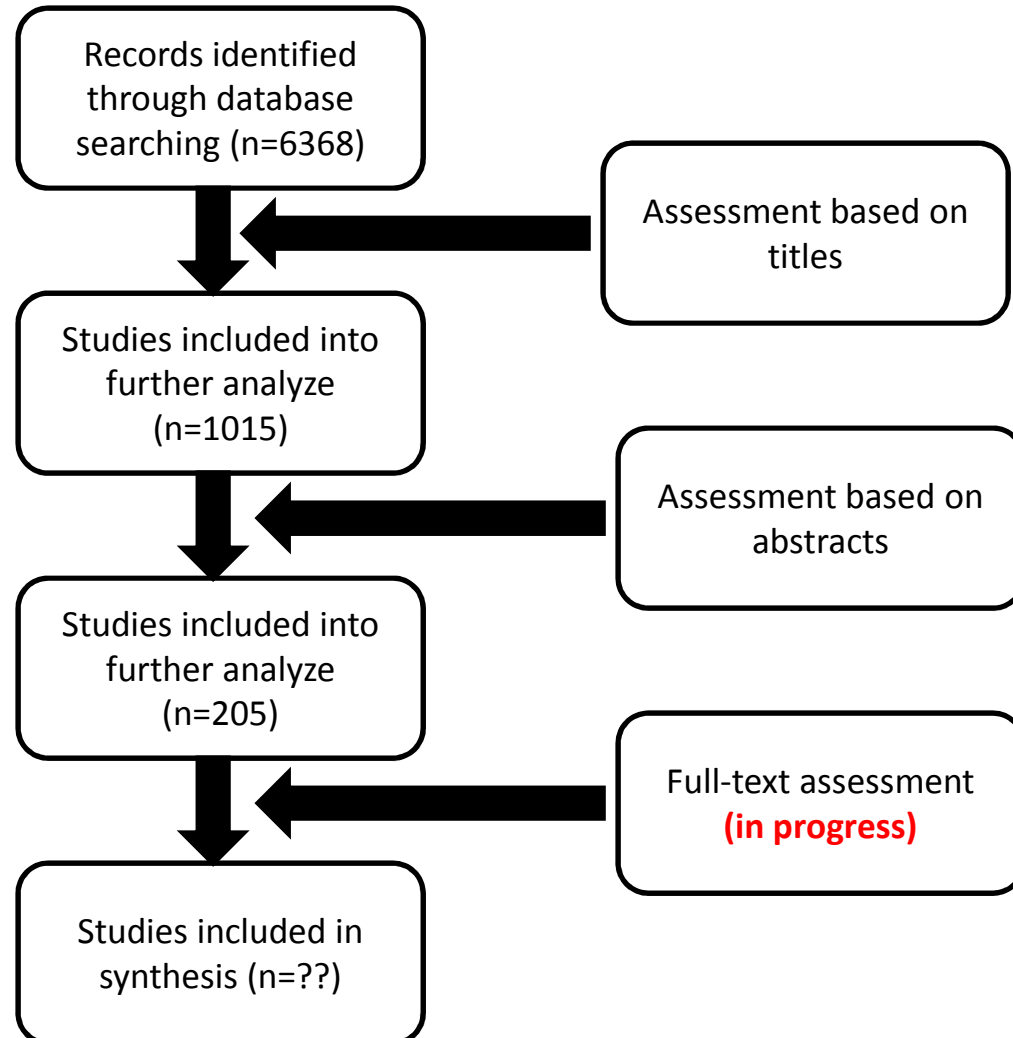 Records identified
through database
searching (n=6368)
Assessment based on
titles
Studies included into
further analyze
(n=1015)
Assessment based on
abstracts
Studies included into
further analyze
(n=205)
Full-text assessment
(in progress)
Studies included in
synthesis (n=??)